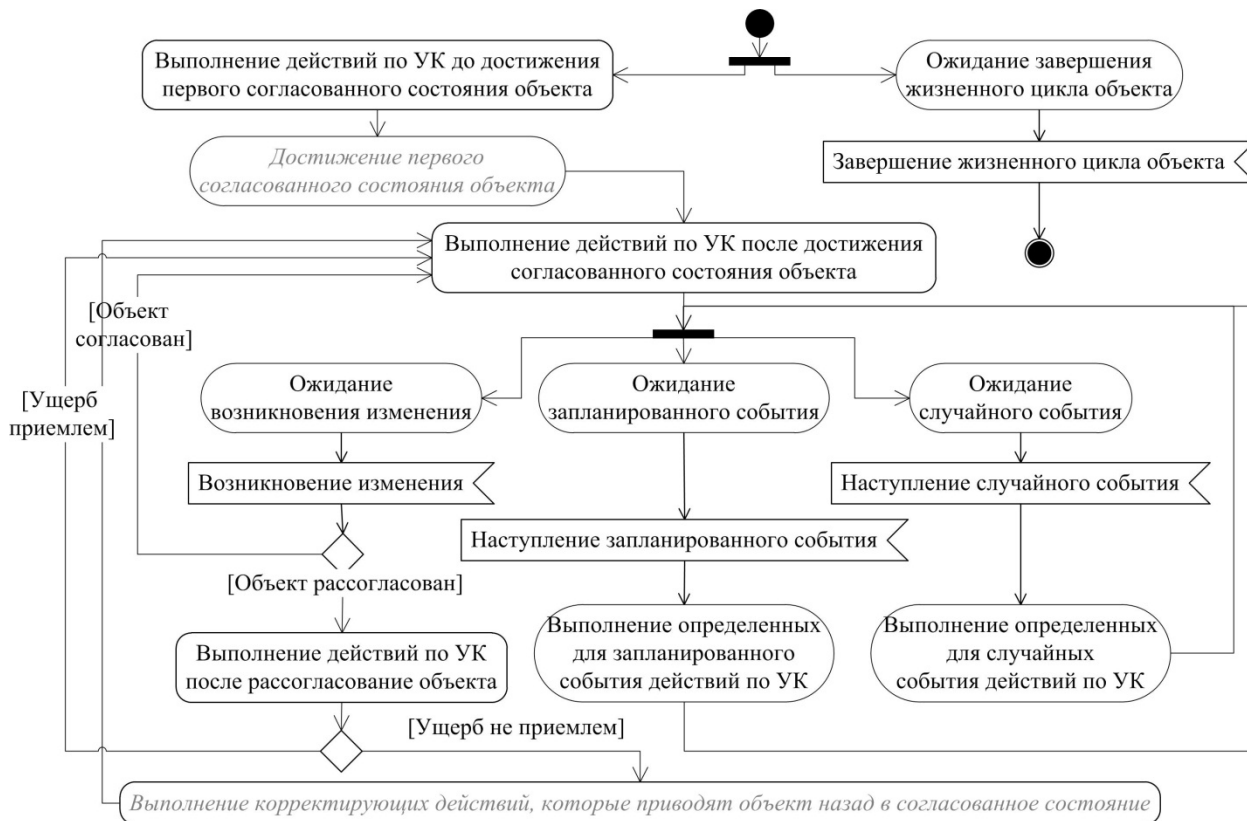 Выполнение действий по УК до достижения
первого согласованного состояния объекта
Ожидание завершения
жизненного цикла объекта
Достижение первого
согласованного состояния объекта
Завершение жизненного цикла объекта
Выполнение действий по УК после достижения
согласованного состояния объекта
[Объект
согласован]
[Ущерб
приемлем]
Ожидание
возникновения изменения
Ожидание
запланированного события
Ожидание
случайного события
Возникновение изменения
Наступление случайного события
Наступление запланированного события
[Объект рассогласован]
Выполнение действий по УК
после рассогласование объекта
Выполнение определенных
для запланированного
события действий по УК
Выполнение определенных
для случайных
события действий по УК
[Ущерб не приемлем]
Выполнение корректирующих действий, которые приводят объект назад в согласованное состояние